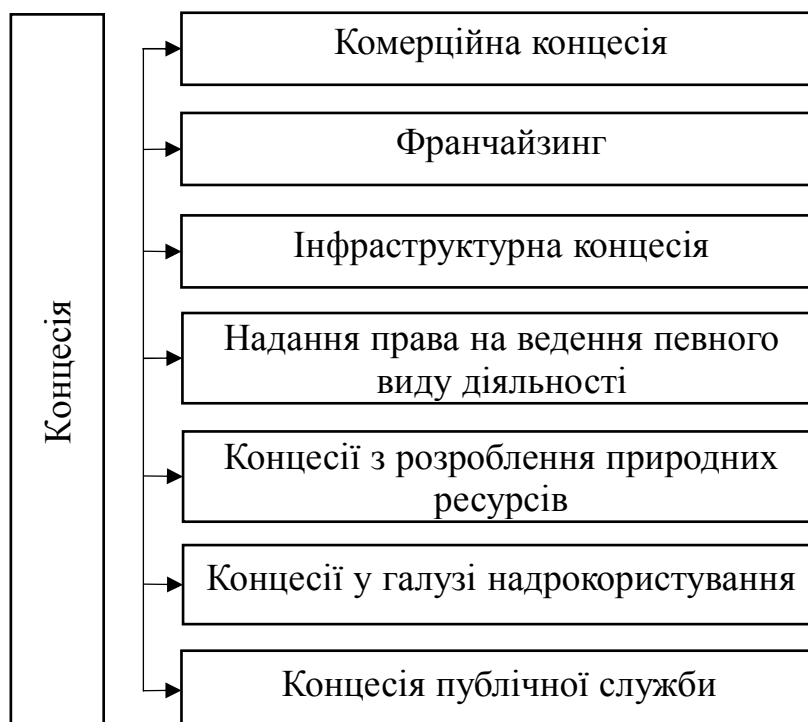 Концесія
Комерційна концесія
Франчайзинг
Інфраструктурна концесія
Надання права на ведення певного
виду діяльності
Концесії з розроблення природних
ресурсів
Концесії у галузі надрокористування
Концесія публічної служби